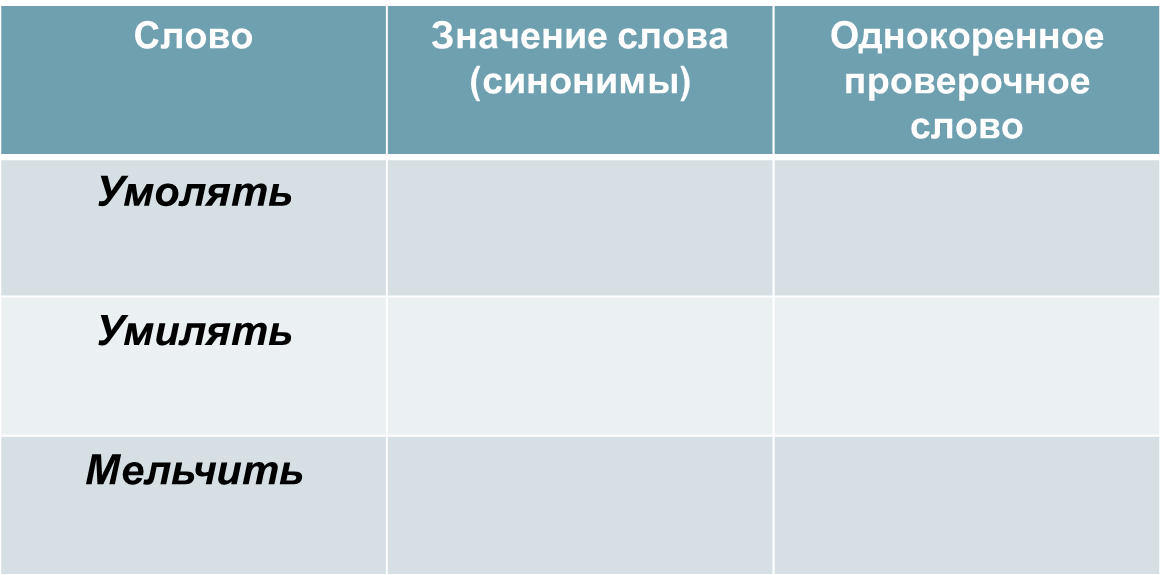 Слово
Значение слова
(синонимы)
Однокоренное
проверочное
слово
Умолять
Умилять
Мельчить